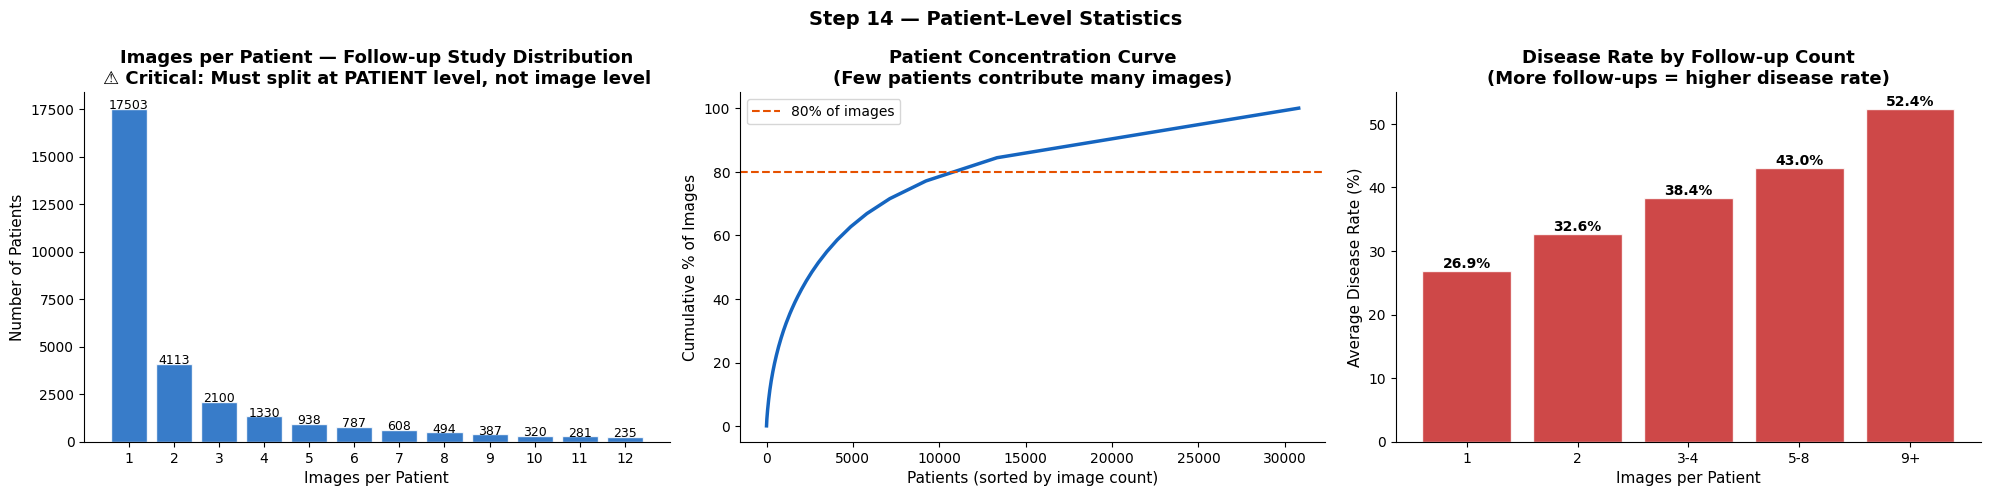 Step 14 — Patient-Level Statistics
Images per Patient — Follow-up Study Distribution
⚠ Critical: Must split at PATIENT level, not image level
Number of Patients
17500
15000
12500
10000
7500
5000
2500
0
17503
4113
2100
1330
938
787
608
494
387
320
281
235
1 2 3 4 5 6 7 8 9 10 11 12
Images per Patient
Patient Concentration Curve
(Few patients contribute many images)
80% of images
Cumulative % of Images
100
80
60
40
20
0
0 5000 10000 15000 20000 25000 30000
Patients (sorted by image count)
Disease Rate by Follow-up Count
(More follow-ups = higher disease rate)
Average Disease Rate (%)
50
40
30
20
10
0
26.9%
32.6%
38.4%
43.0%
52.4%
1 2 3-4 5-8 9+
Images per Patient